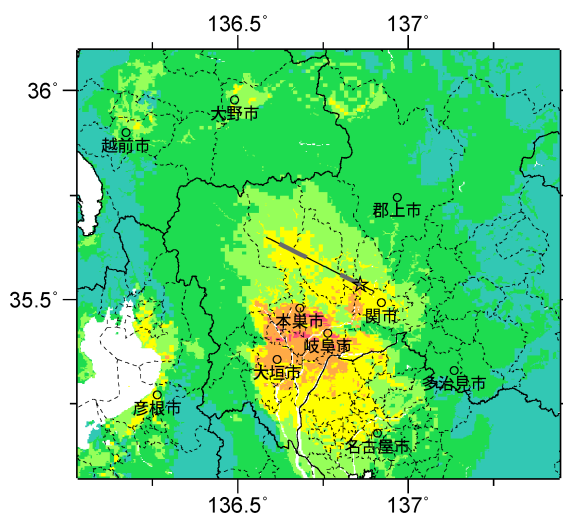 136.5° 137°
36°
大野市
越前市
郡上市
35.5°
本巣市
関市
岐阜市
大垣市
多治見市
彦根市
名古屋市
136.5° 137°